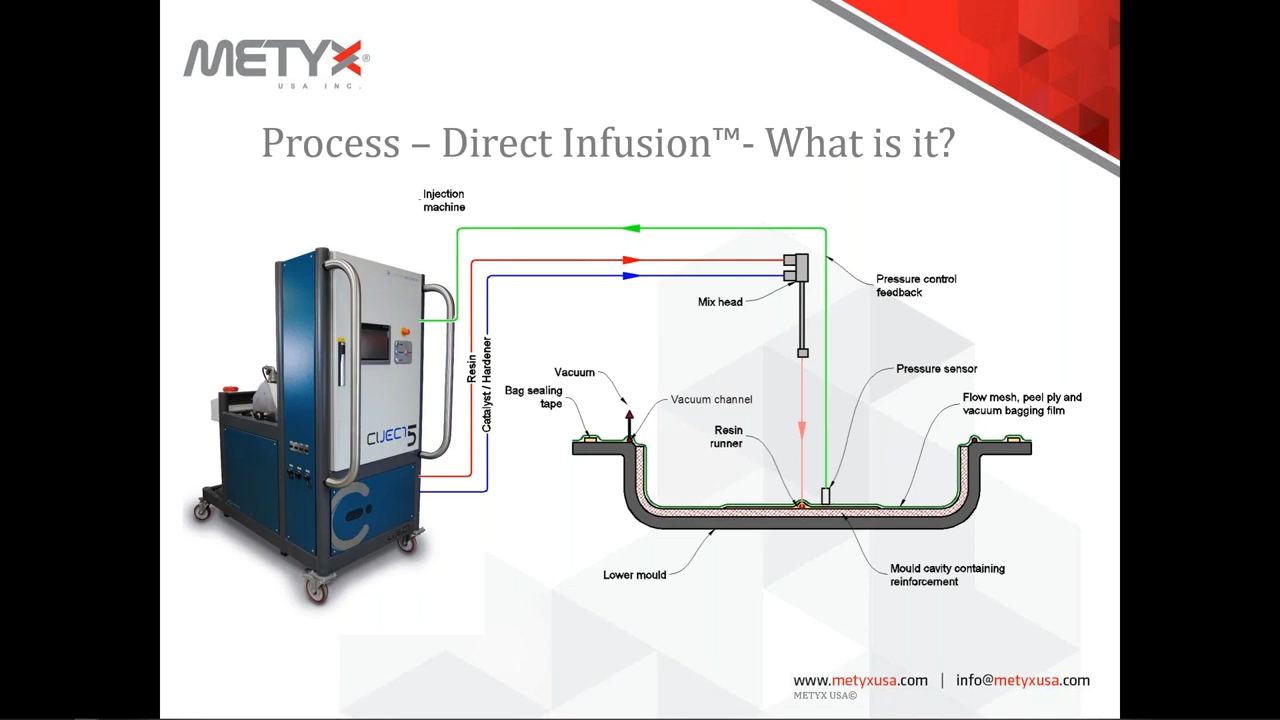 METYX®
USA INC.
Process – Direct Infusion™- What is it?
Injection
machine
Mix head
Pressure control
feedback
Resin
Catalyst / Hardener
Vacuum
Bag sealing
tape
Vacuum channel
Resin
runner
Pressure sensor
Flow mesh, peel ply and
vacuum bagging film
CIJECT 5
Lower mould
Mould cavity containing
reinforcement
www.metyxusa.com | info@metyxusa.com
METYX USA©